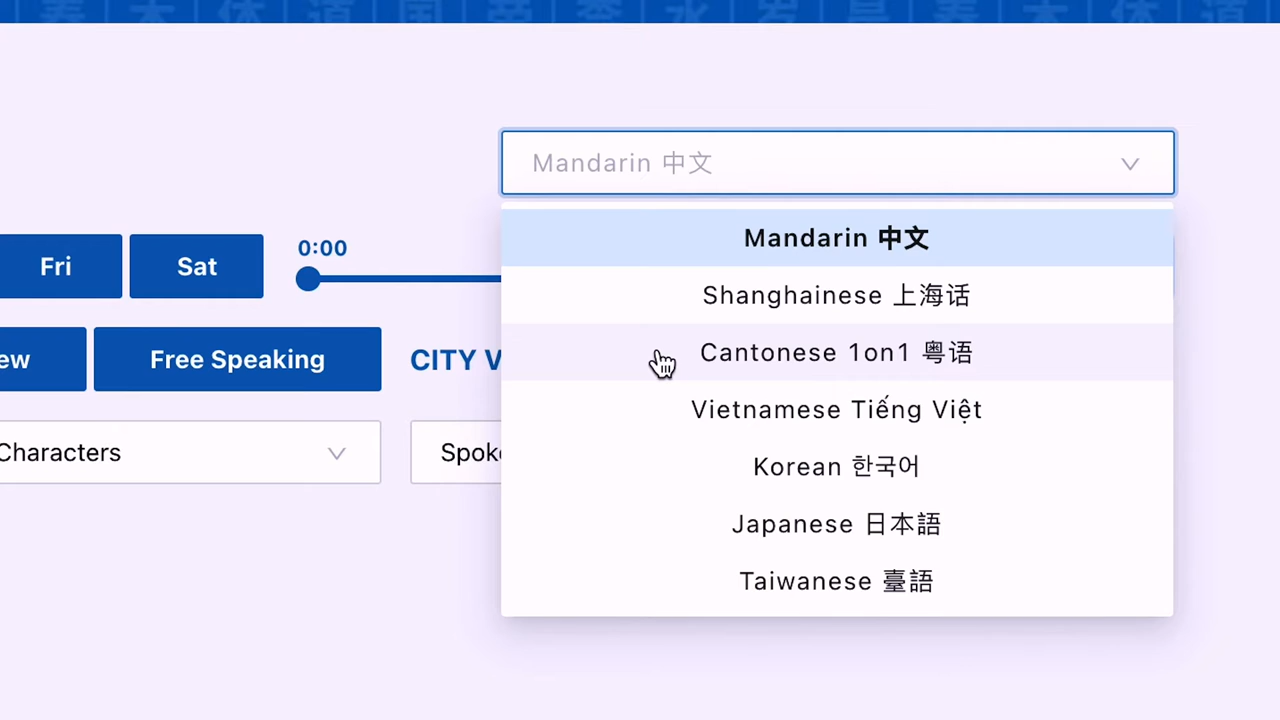 Mandarin 中文
Mandarin 中文
Shanghainese 上海话
Cantonese 1on1 粤语
Vietnamese Tiếng Việt
Korean 한국어
Japanese 日本語
Taiwanese 臺語
Fri
Sat
0:00
ew
Free Speaking
CITY V
Characters
Spoke